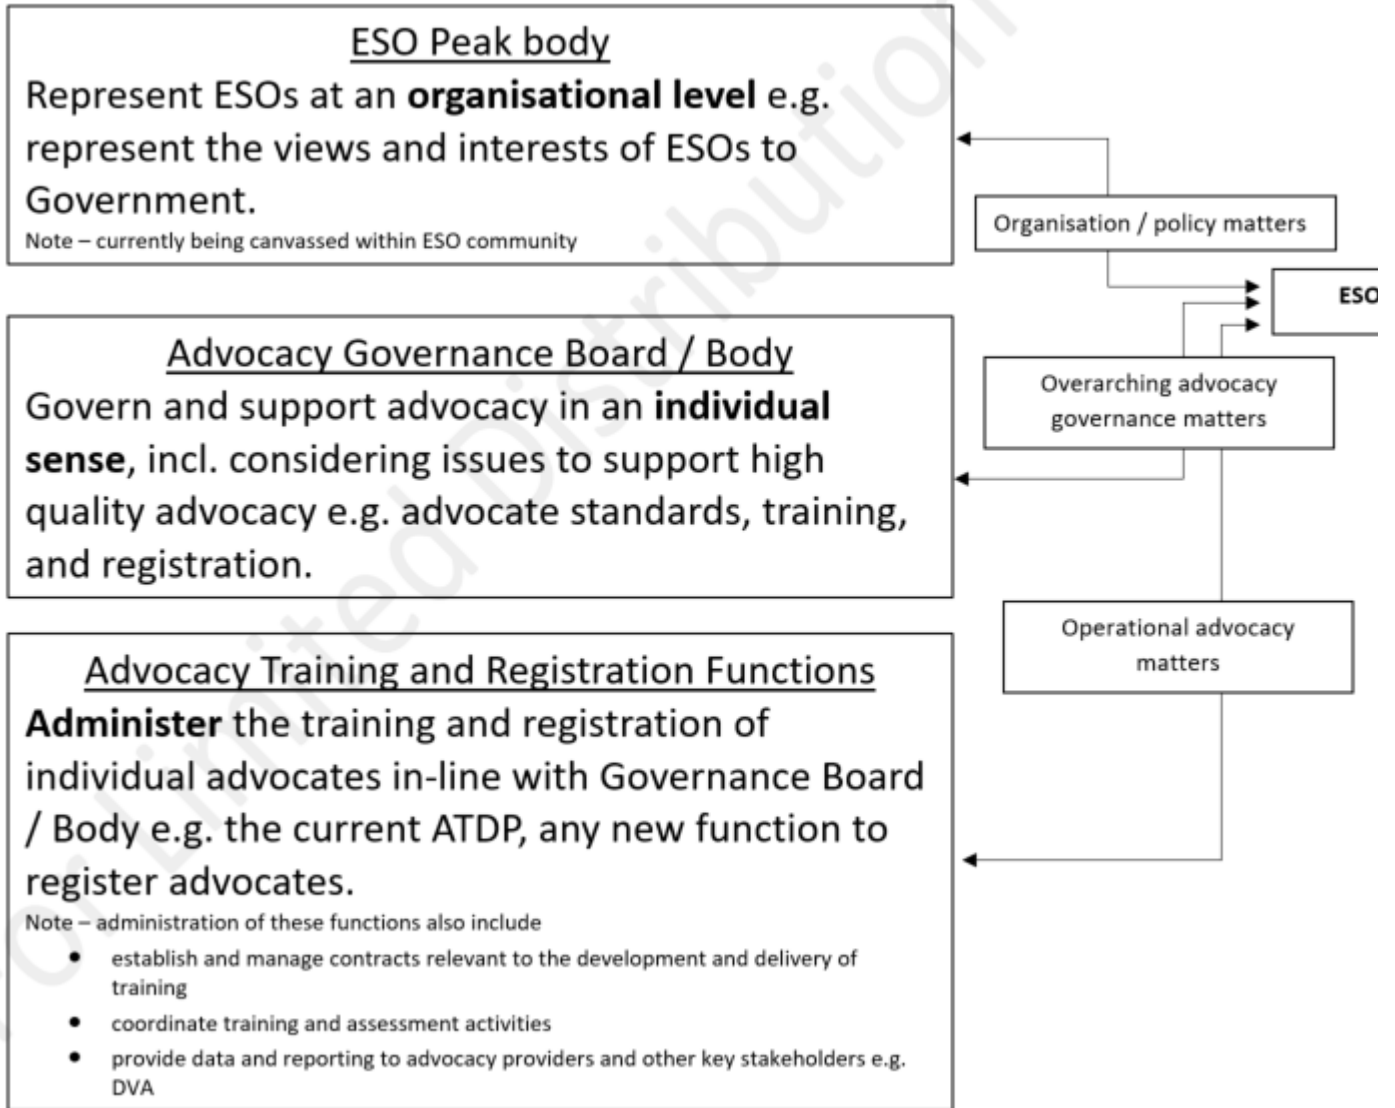 ESO Peak body
Represent ESOs at an organisational level e.g.
represent the views and interests of ESOs to
Government.
Note – currently being canvassed within ESO community
Organisation / policy matters
ESO
Advocacy Governance Board / Body
Govern and support advocacy in an individual
sense, incl. considering issues to support high
quality advocacy e.g. advocate standards, training,
and registration.
Overarching advocacy
governance matters
Advocacy Training and Registration Functions
Administer the training and registration of
individual advocates in-line with Governance Board
/ Body e.g. the current ATDP, any new function to
register advocates.
Note – administration of these functions also include
• establish and manage contracts relevant to the development and delivery of
training
• coordinate training and assessment activities
• provide data and reporting to advocacy providers and other key stakeholders e.g.
DVA
Operational advocacy
matters
or Limited Distribution